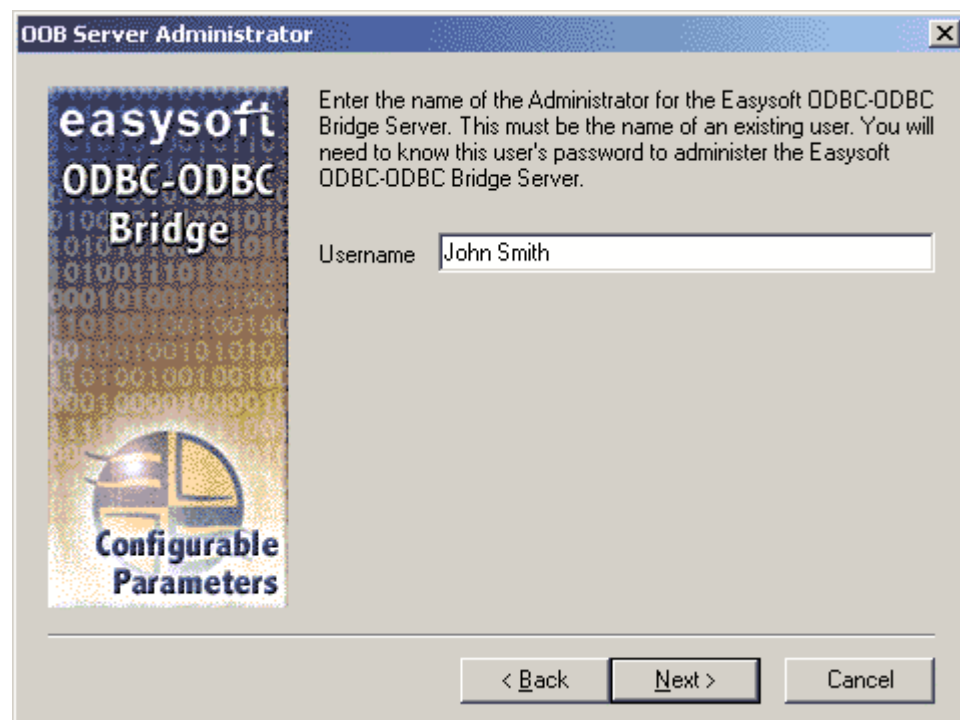 OOB Server Administrator
easysoft
ODBC-ODBC
Bridge
Configurable
Parameters
Enter the name of the Administrator for the Easysoft ODBC-ODBC
Bridge Server. This must be the name of an existing user. You will
need to know this user's password to administer the Easysoft
ODBC-ODBC Bridge Server.
Username John Smith
< Back Next > Cancel